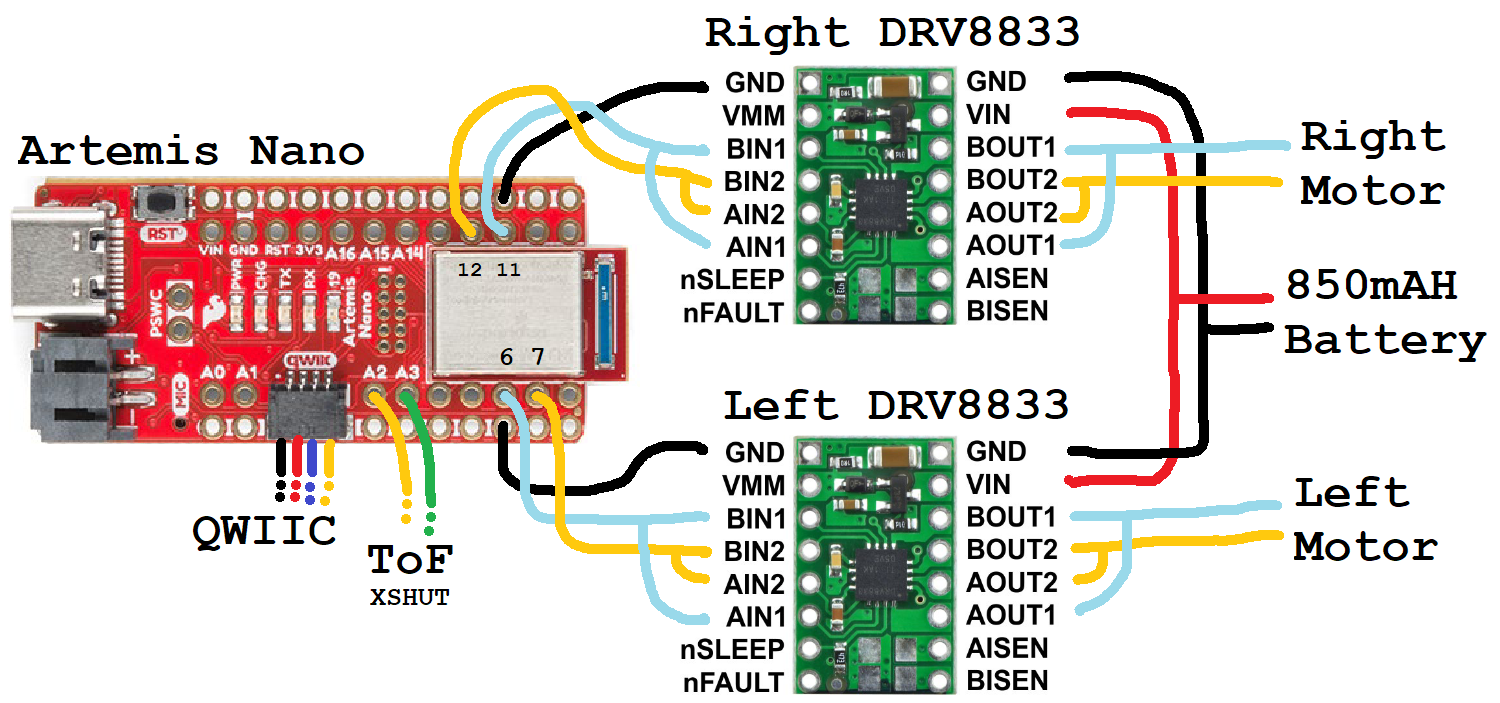 Right DRV8833
Artemis Nano
RST
VIN GND RST 3V3 A16 A15 A14
PSWC
PWR
CHG
TX
RX
19
Artemis
Nano
12 11
6 7
+
-
MIC
A0 A1
qwiic
A2 A3
QWIIC
ToF
XSHUT
GND
VMM
BIN1
BIN2
AIN2
AIN1
nSLEEP
nFAULT
GND
VIN
BOUT1
BOUT2
AOUT2
AOUT1
AISEN
BISEN
Right
Motor
850mAH
Battery
Left DRV8833
GND
VMM
BIN1
BIN2
AIN2
AIN1
nSLEEP
nFAULT
GND
VIN
BOUT1
BOUT2
AOUT2
AOUT1
AISEN
BISEN
Left
Motor